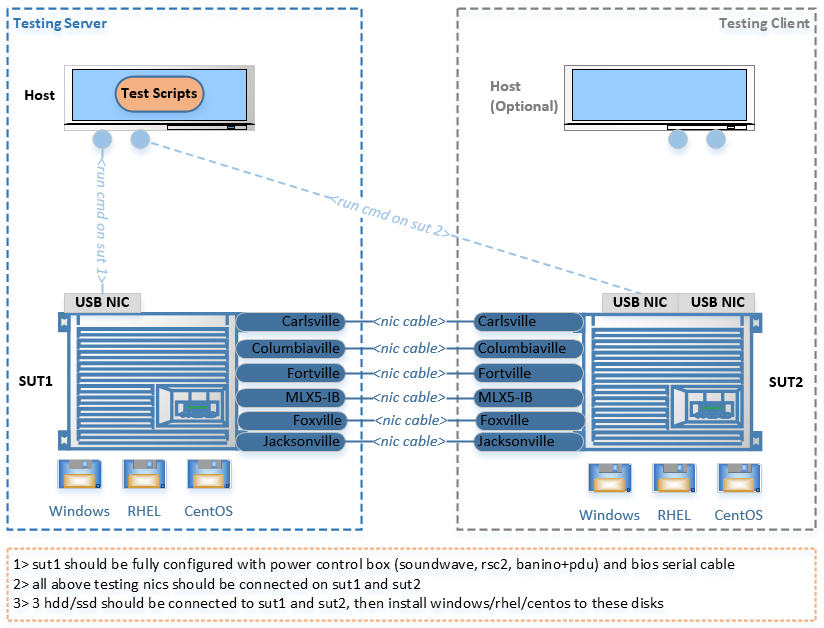 Testing Server
Testing Client
Host
Test Scripts
Host
(Optional)
<run cmd on sut 1>
<run cmd on sut 2>
USB NIC
USB NIC
USB NIC
SUT1
SUT2
Carlsville
<nic cable>
Carlsville
Columbiaville
<nic cable>
Columbiaville
Fortville
<nic cable>
Fortville
MLX5-IB
<nic cable>
MLX5-IB
Foxville
<nic cable>
Foxville
Jacksonville
<nic cable>
Jacksonville
Windows
RHEL
CentOS
Windows
RHEL
CentOS
1> sut1 should be fully configured with power control box (soundwave, rsc2, banino+pdu) and bios serial cable
2> all above testing nics should be connected on sut1 and sut2
3> 3 hdd/ssd should be connected to sut1 and sut2, then install windows/rhel/centos to these disks